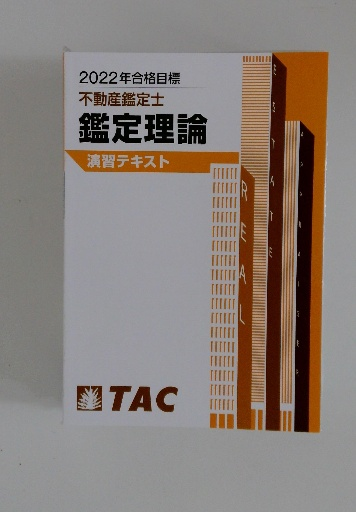 2022年合格目標
不動産鑑定士
鑑定理論
演習テキスト
REAL
ESTATE
APPRAISERS
TAC